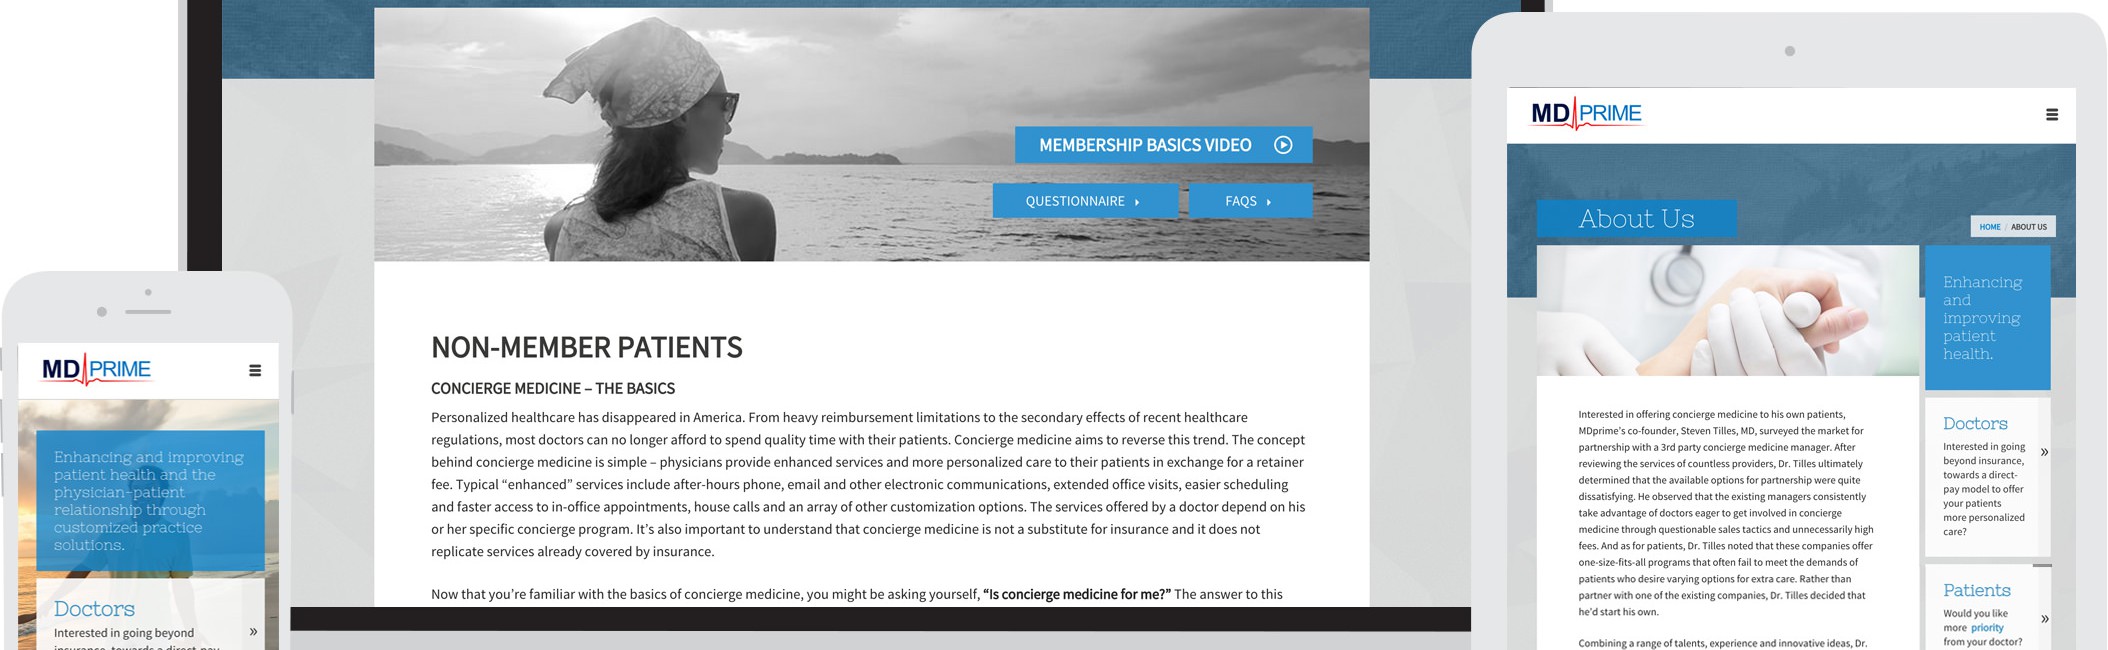 MEMBERSHIP BASICS VIDEO
QUESTIONNAIRE
FAQS
NON-MEMBER PATIENTS
CONCIERGE MEDICINE – THE BASICS
Personalized healthcare has disappeared in America. From heavy reimbursement limitations to the secondary effects of recent healthcare
regulations, most doctors can no longer afford to spend quality time with their patients. Concierge medicine aims to reverse this trend. The concept
behind concierge medicine is simple – physicians provide enhanced services and more personalized care to their patients in exchange for a retainer
fee. Typical “enhanced” services include after-hours phone, email and other electronic communications, extended office visits, easier scheduling
and faster access to in-office appointments, house calls and an array of other customization options. The services offered by a doctor depend on his
or her specific concierge program. It’s also important to understand that concierge medicine is not a substitute for insurance and it does not
replicate services already covered by insurance.
Now that you’re familiar with the basics of concierge medicine, you might be asking yourself, “Is concierge medicine for me?” The answer to this
MD PRIME
Enhancing and improving
patient health and the
physician-patient
relationship through
customized practice
solutions.
Doctors
Interested in going beyond
»
insurance, towards a direct-pay
MD PRIME
About Us
HOME / ABOUT US
Interested in offering concierge medicine to his own patients,
MDprime’s co-founder, Steven Tilles, MD, surveyed the market for
partnership with a 3rd party concierge medicine manager. After
reviewing the services of countless providers, Dr. Tilles ultimately
determined that the available options for partnership were quite
dissatisfying. He observed that the existing managers consistently
take advantage of doctors eager to get involved in concierge
medicine through questionable sales tactics and unnecessarily high
fees. And as for patients, Dr. Tilles noted that these companies offer
one-size-fits-all programs that often fail to meet the demands of
patients who desire varying options for extra care. Rather than
partner with one of the existing companies, Dr. Tilles decided that
he’d start his own.
Combining a range of talents, experience and innovative ideas, Dr.
Enhancing
and
improving
patient
health.
Doctors
Interested in going
beyond insurance,
towards a direct-
pay model to offer
your patients
more personalized
care?
»
Patients
Would you like
more priority
from your doctor?
»